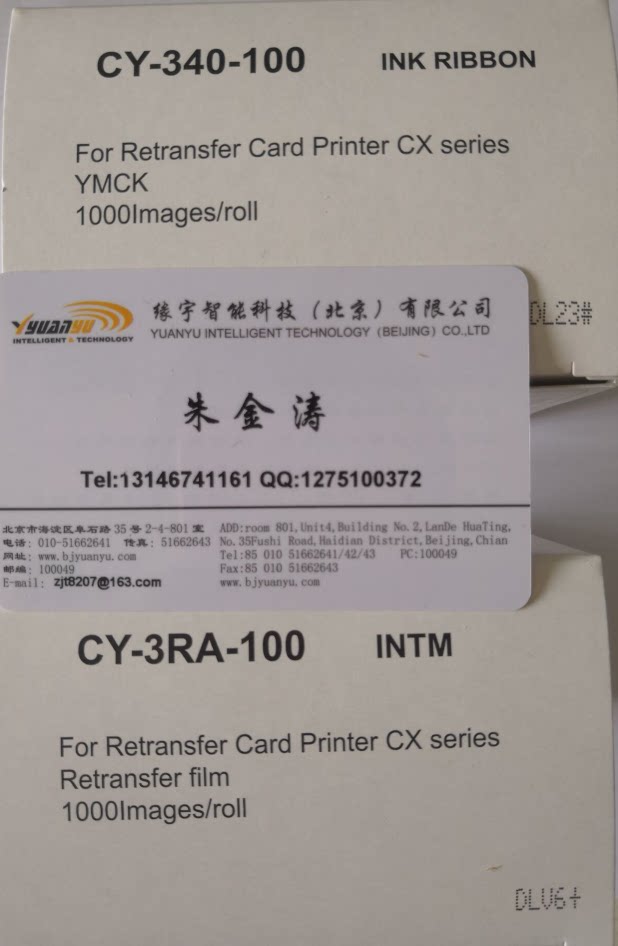 CY-340-100 INK RIBBON
For Retransfer Card Printer CX series
YMCK
1000Images/roll
DL23#
YYUANYU
INTELLIGENT & TECHNOLOGY
缘宇智能科技（北京）有限公司
YUANYU INTELLIGENT TECHNOLOGY (BEIJING) CO.,LTD
朱金涛
Tel:13146741161 QQ:1275100372
北京市海淀区阜石路35号2-4-801室
电话: 010-51662641 传真: 51662643
网址: www.bjyuanyu.com
邮编: 100049
E-mail: zjt8207@163.com
ADD:room 801,Unit4,Building No.2,LanDe HuaTing,
No.35Fushi Road,Haidian District,Beijing,Chian
Tel:85 010 51662641/42/43 PC:100049
Fax:85 010 51662643
www.bjyuanyu.com
CY-3RA-100 INTM
For Retransfer Card Printer CX series
Retransfer film
1000Images/roll
DLV6+